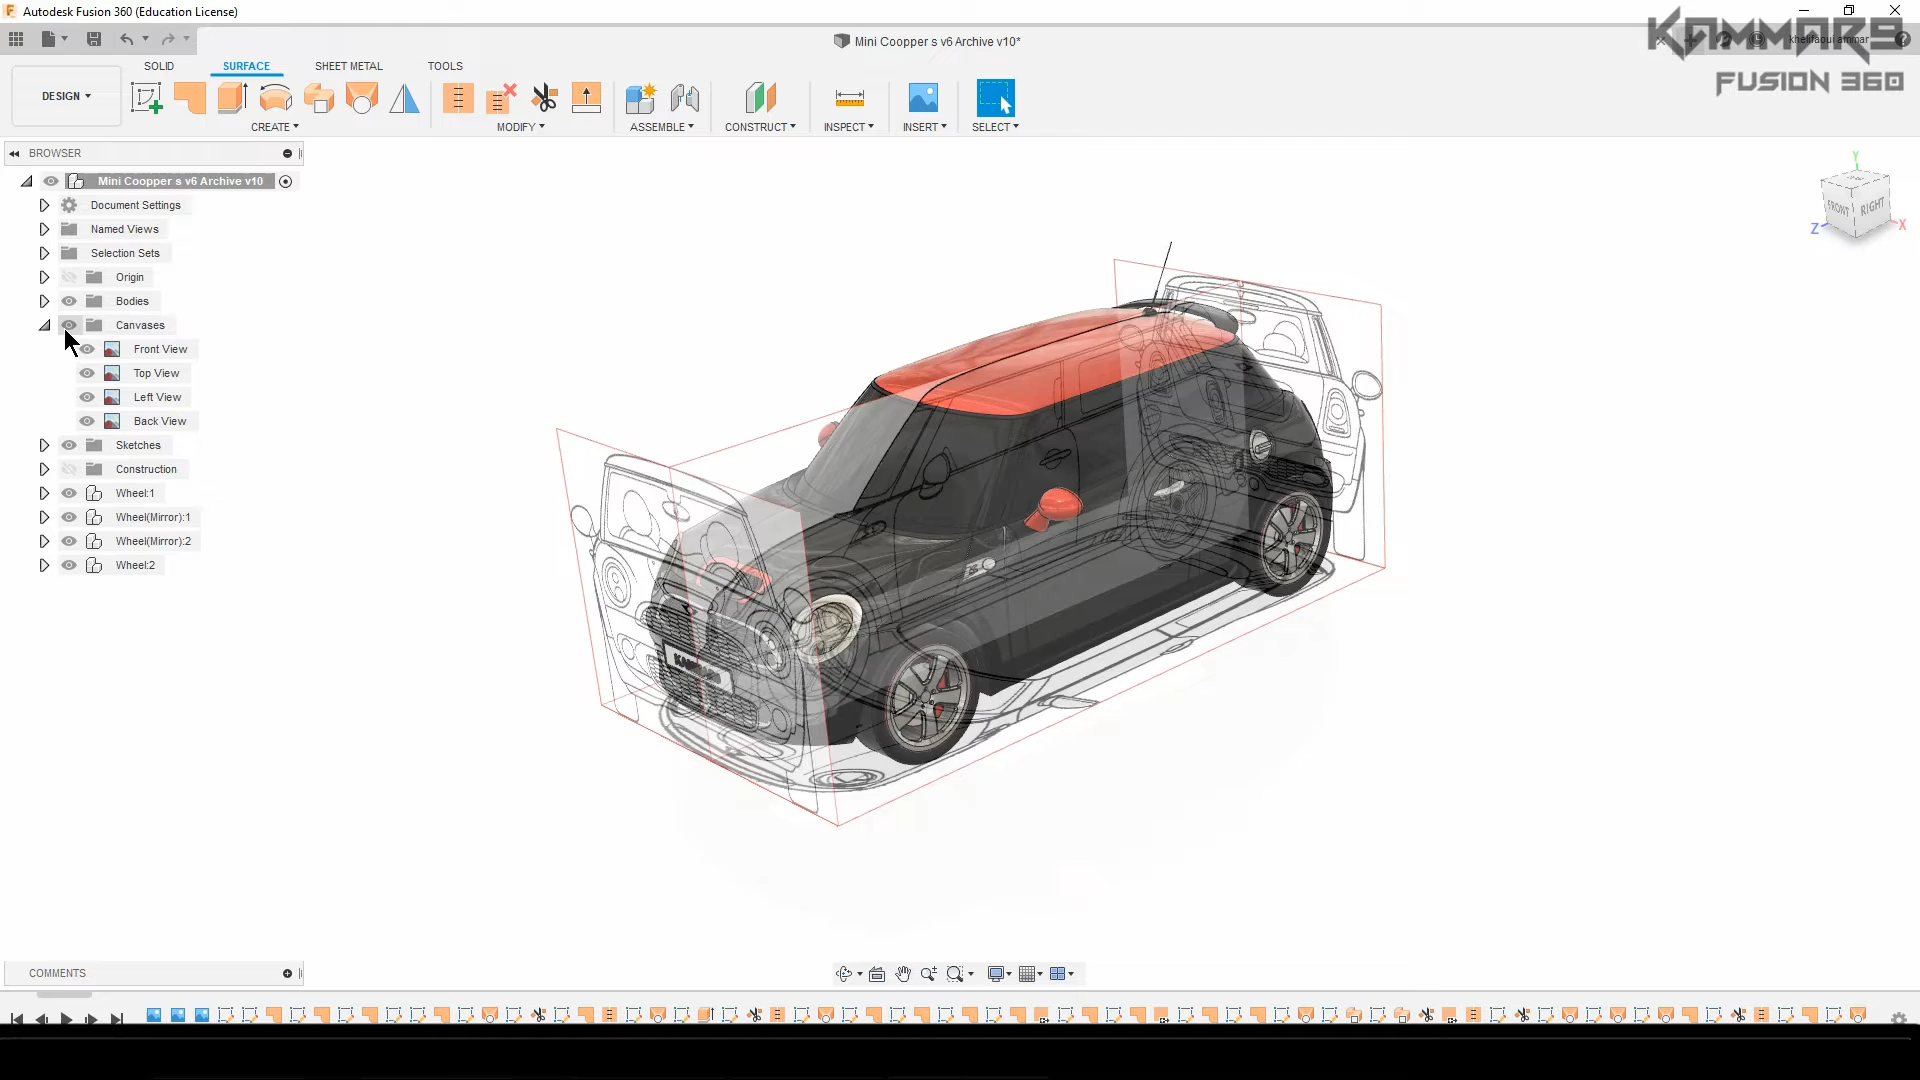 Autodesk Fusion 360 (Education License)
Mini Coopper s v6 Archive v10*
khelifaoui ammar
KAMMAR9
FUSION 360
DESIGN
SOLID
SURFACE
SHEET METAL
TOOLS
CREATE
MODIFY
ASSEMBLE
CONSTRUCT
INSPECT
INSERT
SELECT
BROWSER
Mini Coopper s v6 Archive v10
Document Settings
Named Views
Selection Sets
Origin
Bodies
Canvases
Front View
Top View
Left View
Back View
Sketches
Construction
Wheel:1
Wheel(Mirror):1
Wheel(Mirror):2
Wheel:2
Y
FRONT
RIGHT
Z
X
COMMENTS